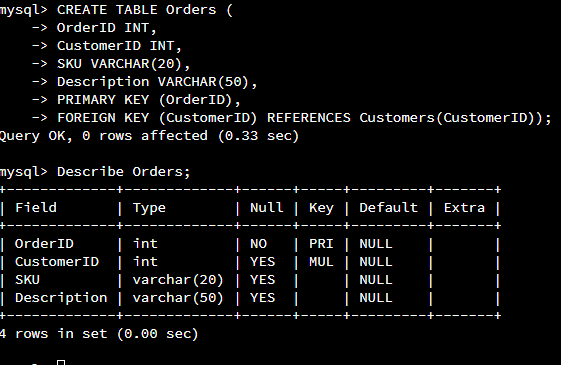 mysql> CREATE TABLE Orders (
    -> OrderID INT,
    -> CustomerID INT,
    -> SKU VARCHAR(20),
    -> Description VARCHAR(50),
    -> PRIMARY KEY (OrderID),
    -> FOREIGN KEY (CustomerID) REFERENCES Customers(CustomerID));
Query OK, 0 rows affected (0.33 sec)

mysql> Describe Orders;
+-------------+-------------+------+-----+---------+-------+
| Field       | Type        | Null | Key | Default | Extra |
+-------------+-------------+------+-----+---------+-------+
| OrderID     | int         | NO   | PRI | NULL    |       |
| CustomerID  | int         | YES  | MUL | NULL    |       |
| SKU         | varchar(20) | YES  |     | NULL    |       |
| Description | varchar(50) | YES  |     | NULL    |       |
+-------------+-------------+------+-----+---------+-------+
4 rows in set (0.00 sec)